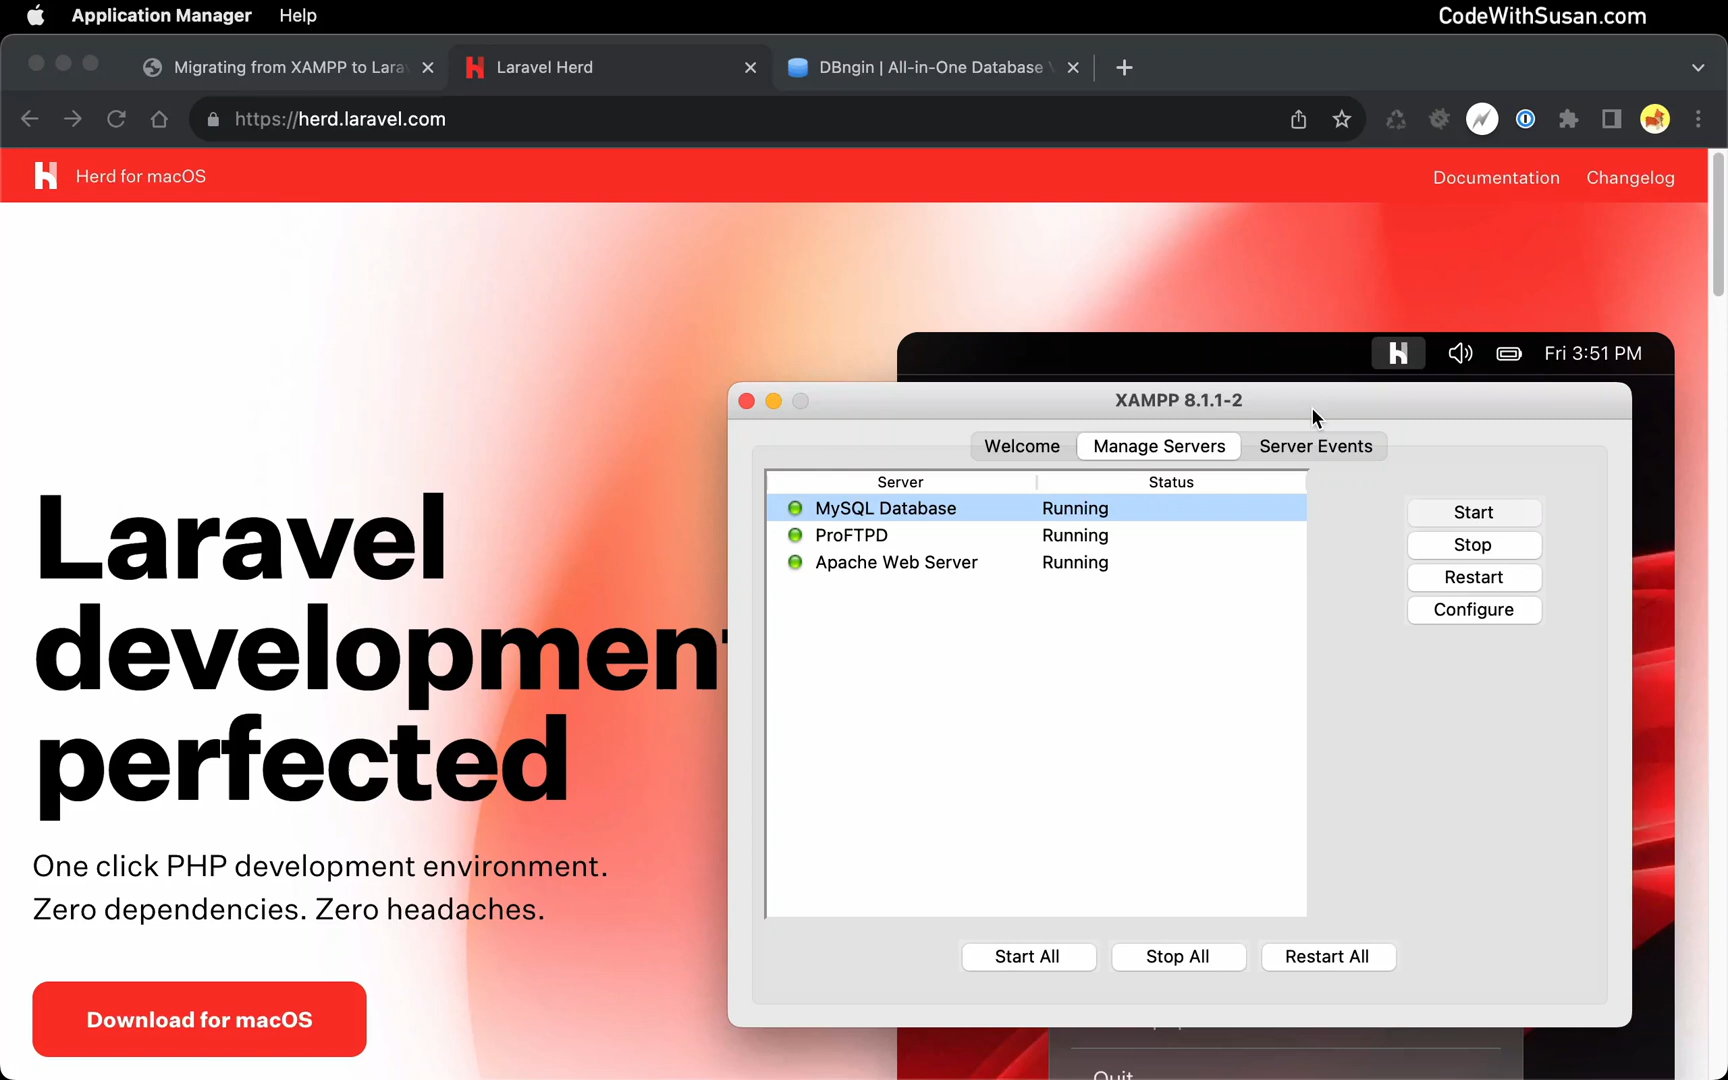 Application Manager Help CodeWithSusan.com
Migrating from XAMPP to Lara Laravel Herd DBngin | All-in-One Database
https://herd.laravel.com
Herd for macOS Documentation Changelog
Fri 3:51 PM
XAMPP 8.1.1-2
Welcome Manage Servers Server Events
Server Status
MySQL Database Running
ProFTPD Running
Apache Web Server Running
Start
Stop
Restart
Configure
Start All Stop All Restart All
Laravel
development
perfected
One click PHP development environment.
Zero dependencies. Zero headaches.
Download for macOS
Quit